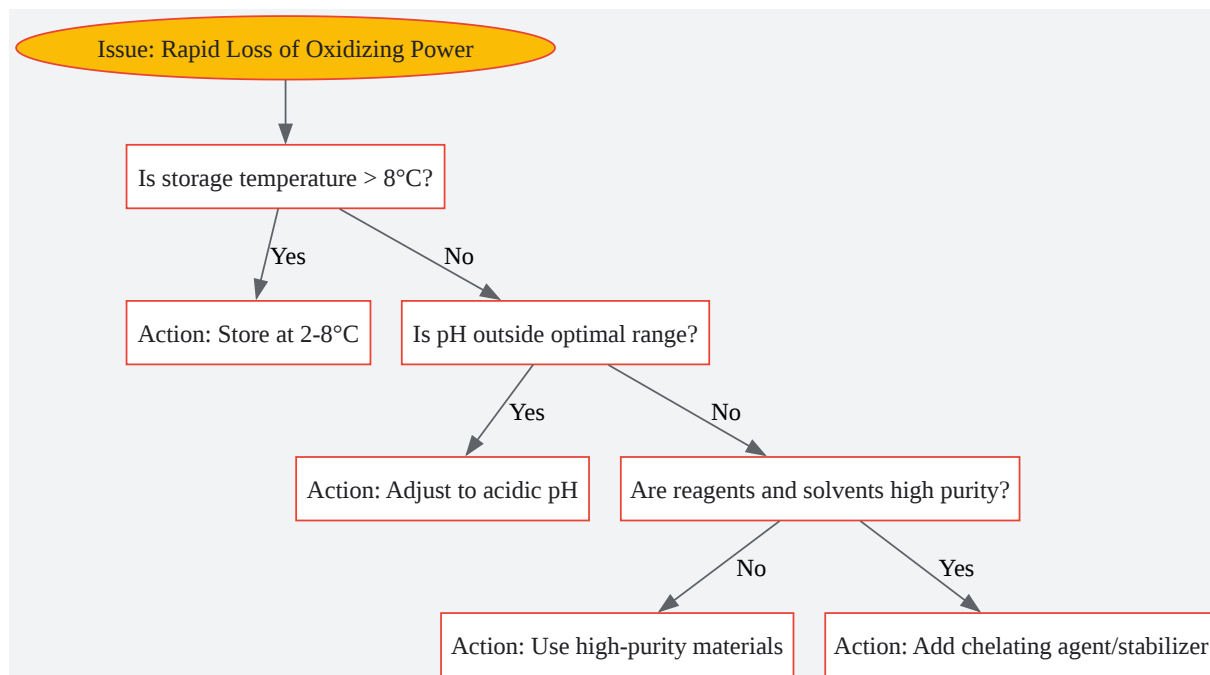 Issue: Rapid Loss of Oxidizing Power
Is storage temperature > 8°C?
Yes
No
Action: Store at 2-8°C
Is pH outside optimal range?
Yes
No
Action: Adjust to acidic pH
Are reagents and solvents high purity?
No
Yes
Action: Use high-purity materials
Action: Add chelating agent/stabilizer